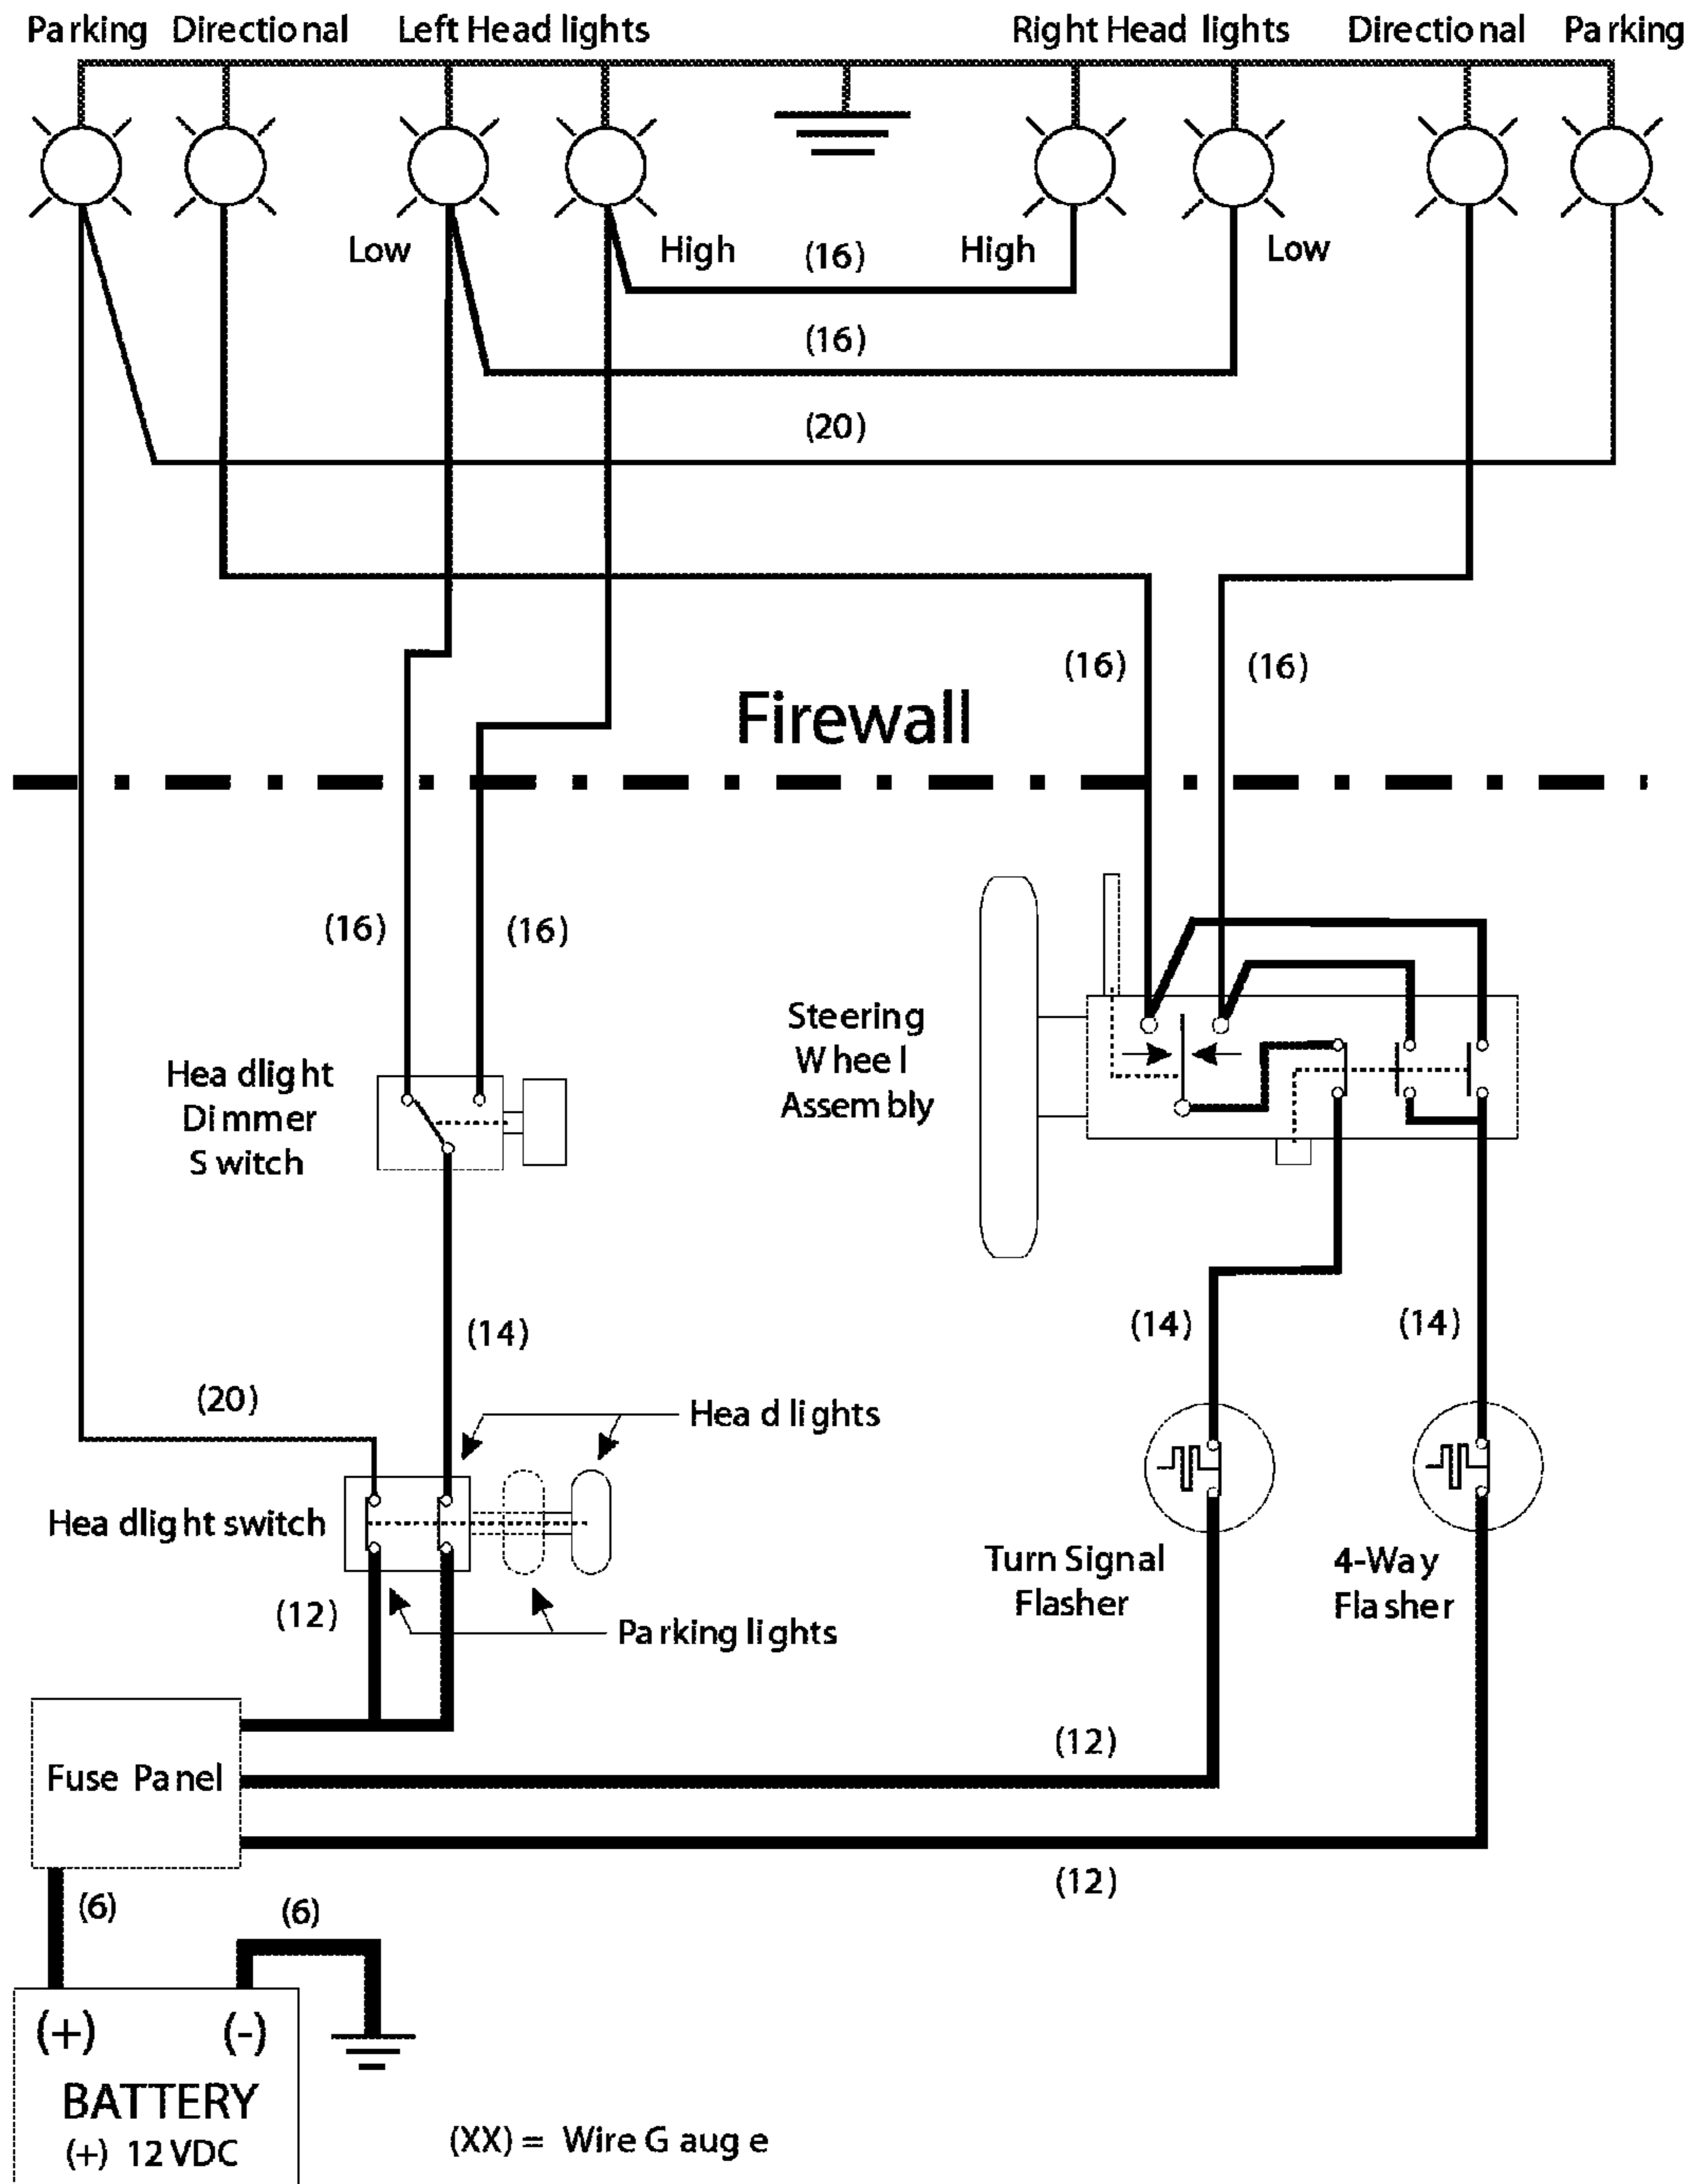 Parking Directional Left Head lights Right Head lights Directional Parking
Low High (16) High Low
(16)
(20)
(16) (16)
Firewall
(16) (16)
Steering
Wheel
Assembly
Headlight
Dimmer
Switch
(14)
(14) (14)
(20)
Head lights
Headlight switch
Turn Signal
Flasher
4-Way
Flasher
(12)
Parking lights
(12)
Fuse Panel
(12)
(6)
(6)
(+) (-)
BATTERY
(+) 12 VDC
(XX) = Wire Gauge